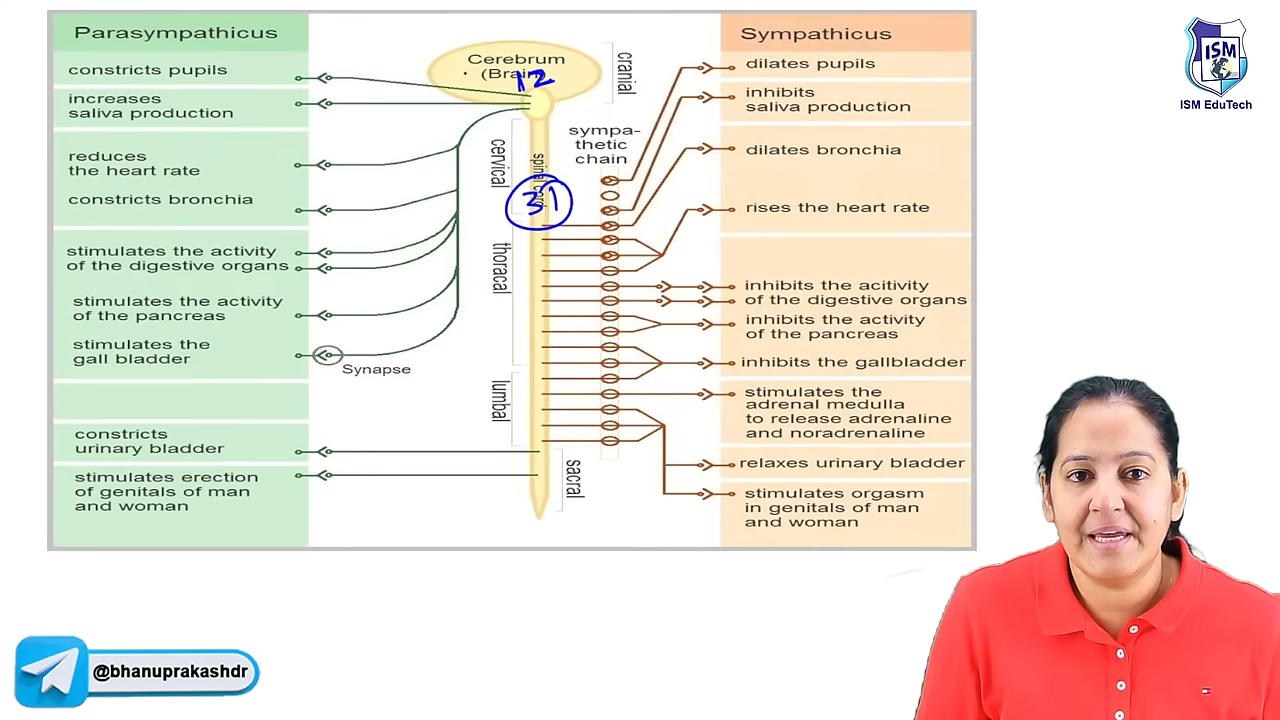 Parasympathicus
constricts pupils
increases
saliva production
reduces
the heart rate
constricts bronchia
stimulates the activity
of the digestive organs
stimulates the activity
of the pancreas
stimulates the
gall bladder
constricts
urinary bladder
stimulates erection
of genitals of man
and woman
Synapse
Cerebrum
(Brain)
12
cranial
sympa-
thetic
chain
cervical
spinal cord
31
thoracal
lumbal
sacral
Sympathicus
dilates pupils
inhibits
saliva production
dilates bronchia
rises the heart rate
inhibits the acitivity
of the digestive organs
inhibits the activity
of the pancreas
inhibits the gallbladder
stimulates the
adrenal medulla
to release adrenaline
and noradrenaline
relaxes urinary bladder
stimulates orgasm
in genitals of man
and woman
ISM
ISM EduTech
@bhanuprakashdr